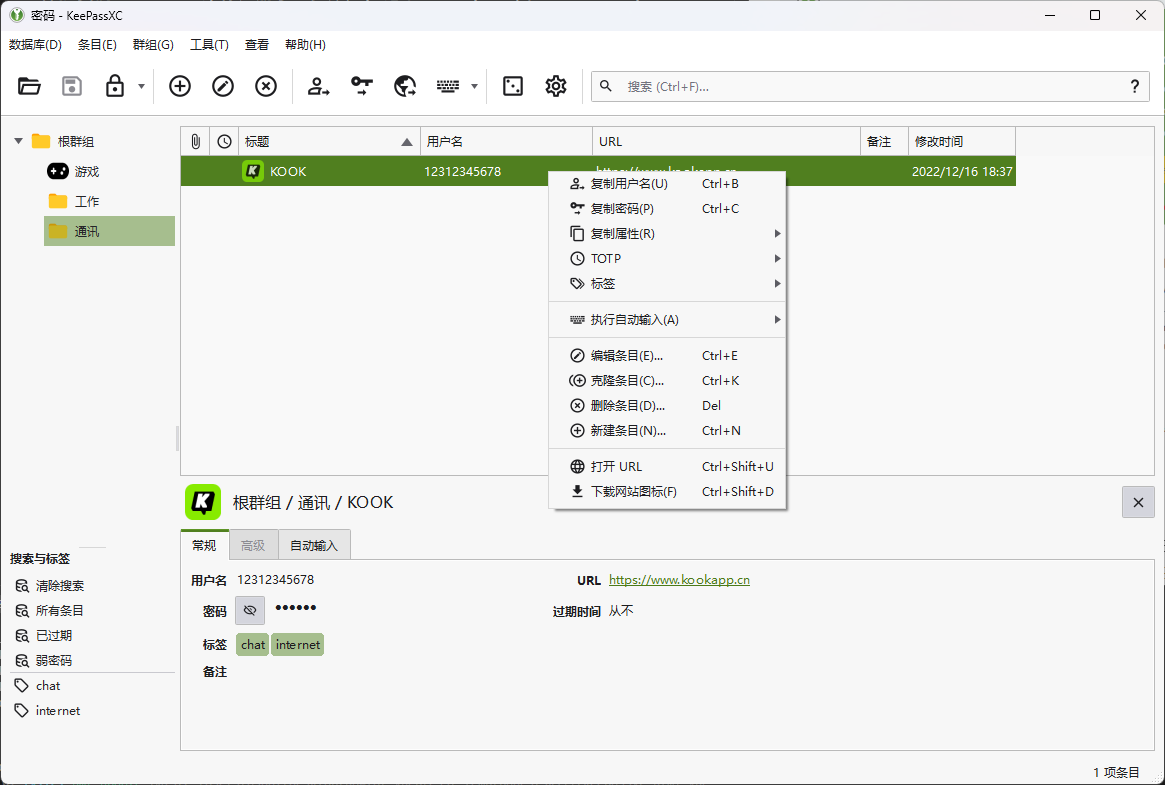 密码 - KeePassXC
数据库(D) 条目(E) 群组(G) 工具(T) 查看 帮助(H)
搜索 (Ctrl+F)... ?
根群组
游戏
工作
通讯
标题 用户名 URL 备注 修改时间
KOOK 12312345678 https://www.kookapp.cn 2022/12/16 18:37
复制用户名(U) Ctrl+B
复制密码(P) Ctrl+C
复制属性(R)
TOTP
标签
执行自动输入(A)
编辑条目(E)... Ctrl+E
克隆条目(C)... Ctrl+K
删除条目(D)... Del
新建条目(N)... Ctrl+N
打开 URL Ctrl+Shift+U
下载网站图标(F) Ctrl+Shift+D
根群组 / 通讯 / KOOK
常规 高级 自动输入
用户名 12312345678 URL https://www.kookapp.cn
密码 ●●●●●● 过期时间 从不
标签 chat internet
备注
搜索与标签
清除搜索
所有条目
已过期
弱密码
chat
internet
1 项条目